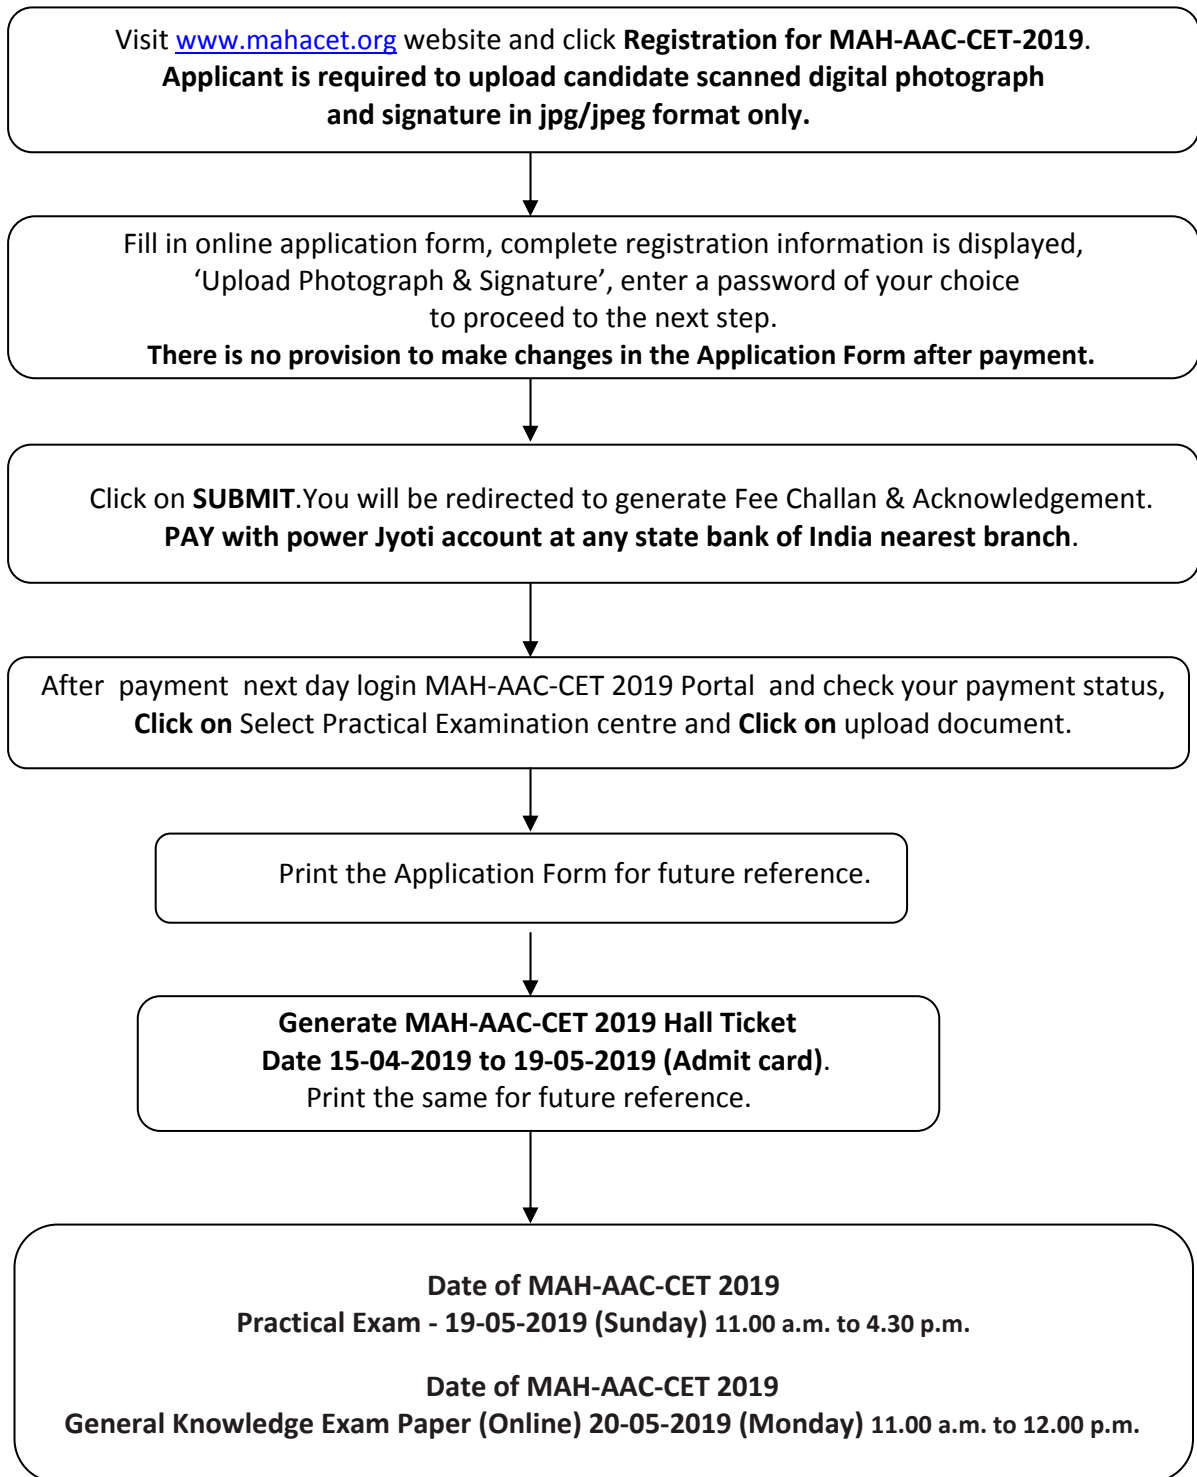 Visit www.mahacet.org website and click Registration for MAH-AAC-CET-2019.
Applicant is required to upload candidate scanned digital photograph
and signature in jpg/jpeg format only.
Fill in online application form, complete registration information is displayed,
‘Upload Photograph & Signature’, enter a password of your choice
to proceed to the next step.
There is no provision to make changes in the Application Form after payment.
Click on SUBMIT.You will be redirected to generate Fee Challan & Acknowledgement.
PAY with power Jyoti account at any state bank of India nearest branch.
After payment next day login MAH-AAC-CET 2019 Portal and check your payment status,
Click on Select Practical Examination centre and Click on upload document.
Print the Application Form for future reference.
Generate MAH-AAC-CET 2019 Hall Ticket
Date 15-04-2019 to 19-05-2019 (Admit card).
Print the same for future reference.
Date of MAH-AAC-CET 2019
Practical Exam - 19-05-2019 (Sunday) 11.00 a.m. to 4.30 p.m.
Date of MAH-AAC-CET 2019
General Knowledge Exam Paper (Online) 20-05-2019 (Monday) 11.00 a.m. to 12.00 p.m.